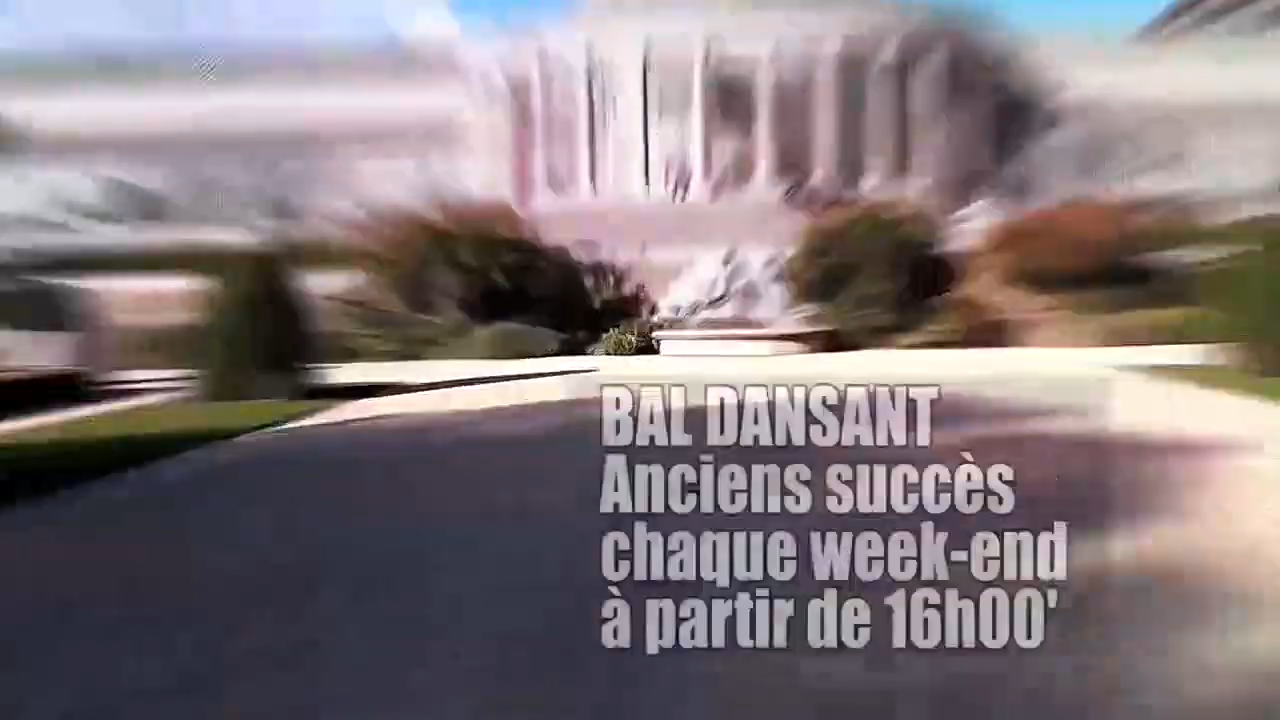 BAL DANSANT
Anciens succès
chaque week-end
à partir de 16h00'